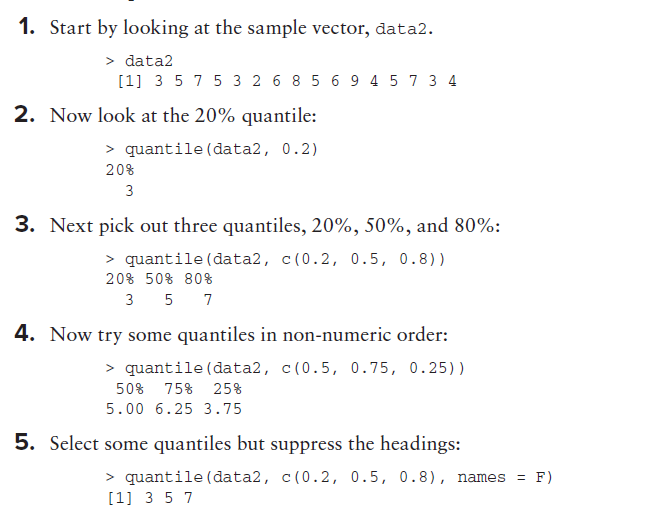 1. Start by looking at the sample vector, data2.
> data2
[1] 3 5 7 5 3 2 6 8 5 6 9 4 5 7 3 4
2. Now look at the 20% quantile:
> quantile(data2, 0.2)
20%
3
3. Next pick out three quantiles, 20%, 50%, and 80%:
> quantile(data2, c(0.2, 0.5, 0.8))
20% 50% 80%
3 5 7
4. Now try some quantiles in non-numeric order:
> quantile(data2, c(0.5, 0.75, 0.25))
50% 75% 25%
5.00 6.25 3.75
5. Select some quantiles but suppress the headings:
> quantile(data2, c(0.2, 0.5, 0.8), names = F)
[1] 3 5 7